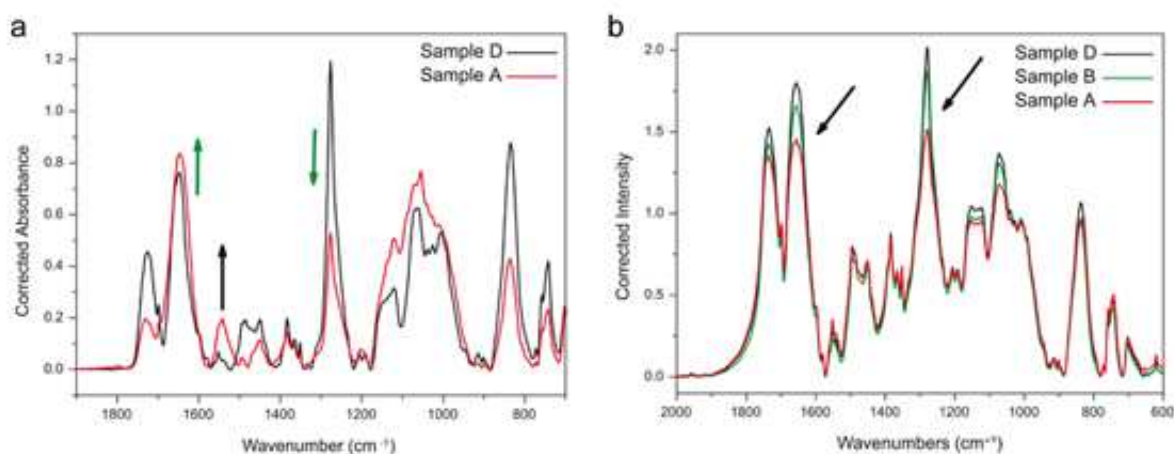 a
Sample D
Sample A
1.2
1.0
0.8
0.6
0.4
0.2
0.0
Corrected Absorbance
1800 1600 1400 1200 1000 800
Wavenumber (cm⁻¹)
b
Sample D
Sample B
Sample A
2.0
1.5
1.0
0.5
0.0
Corrected Intensity
2000 1800 1600 1400 1200 1000 800 600
Wavenumbers (cm⁻¹)